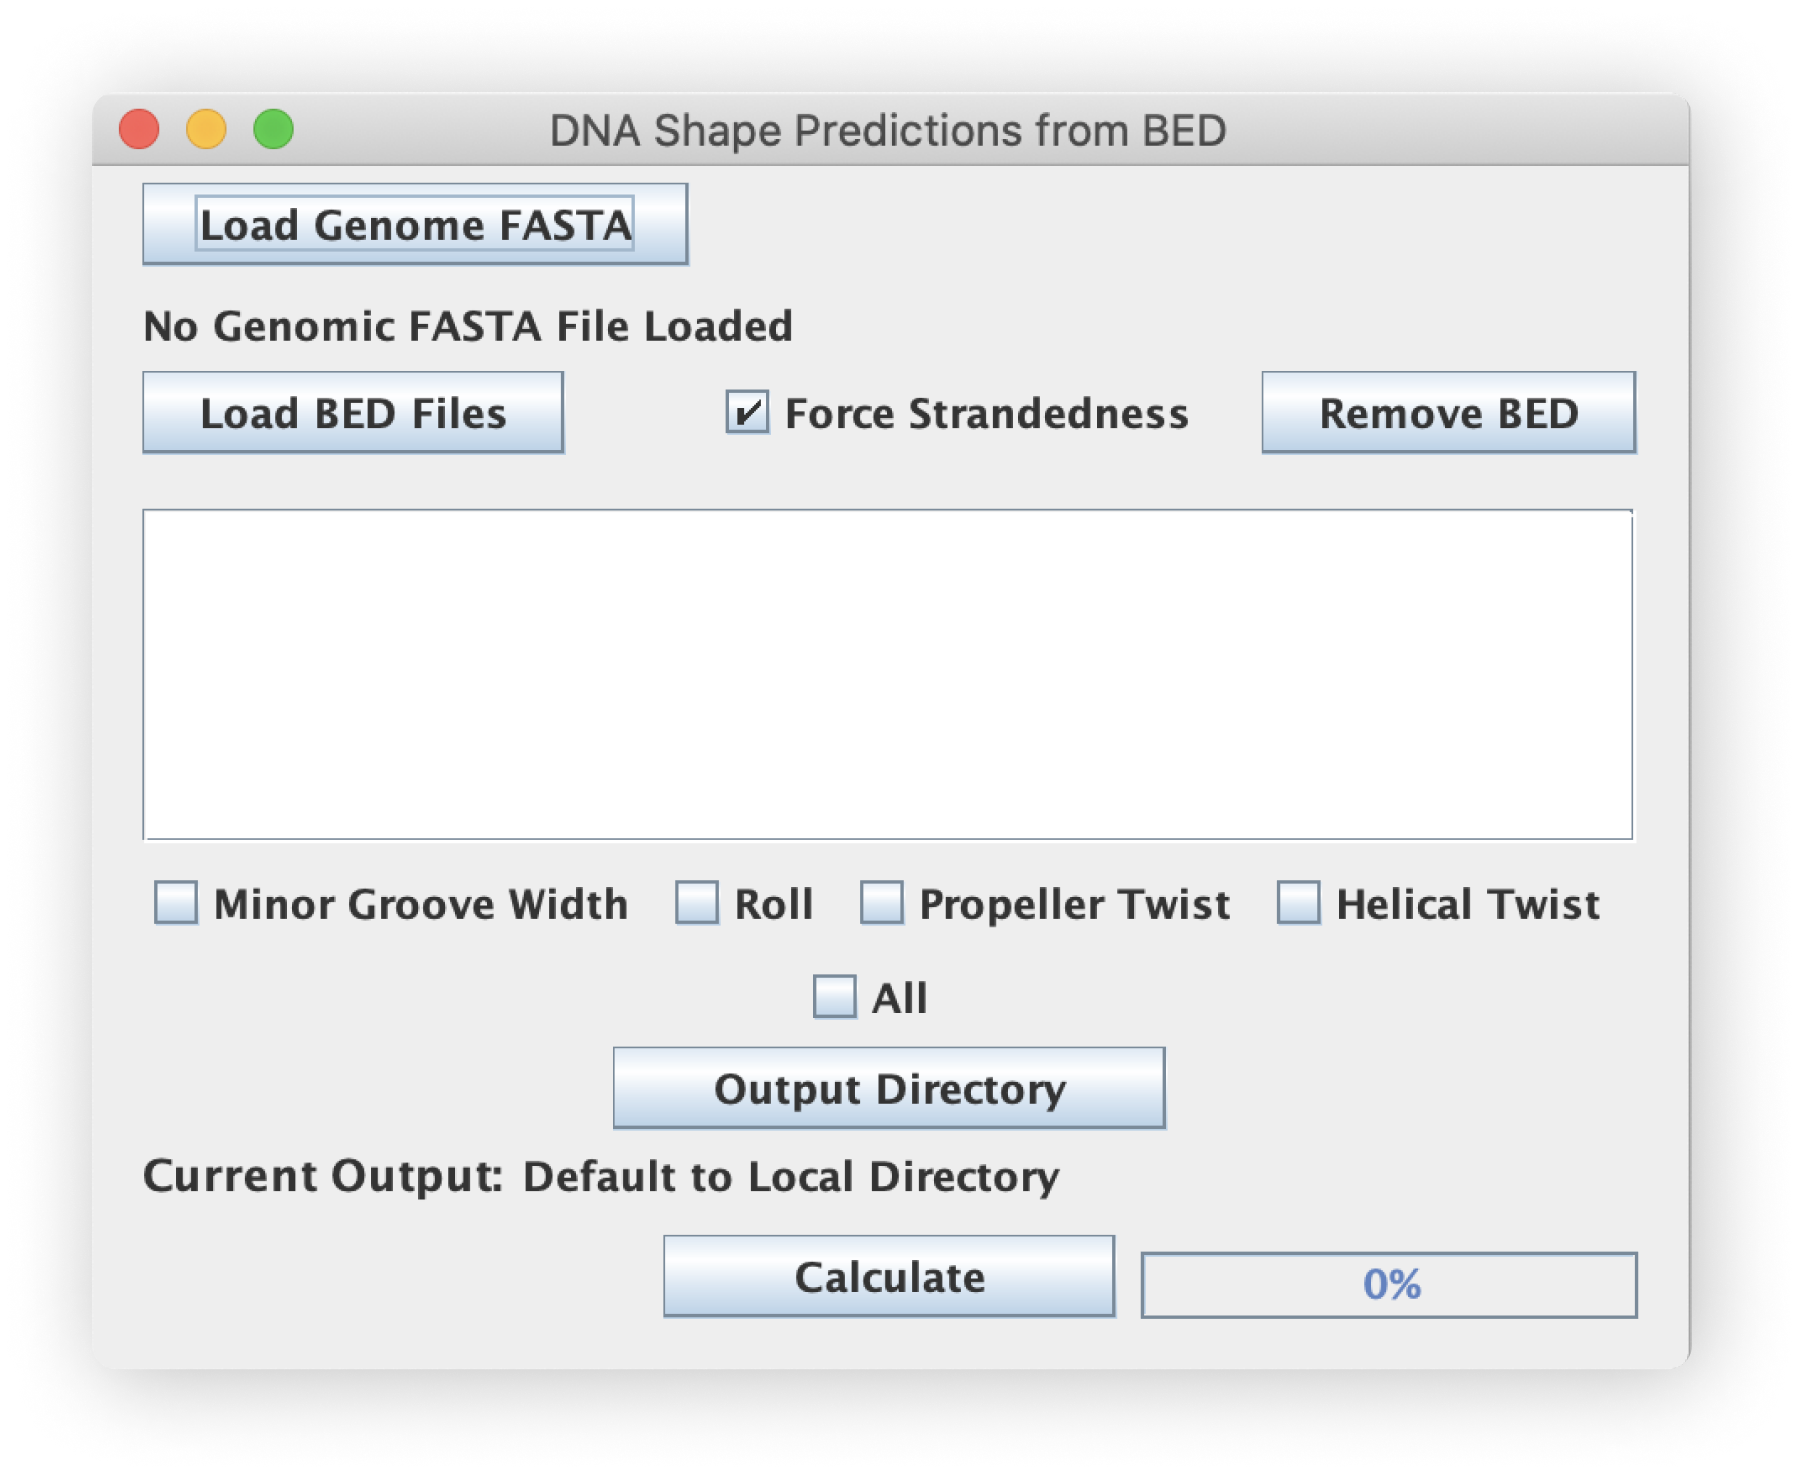 DNA Shape Predictions from BED
Load Genome FASTA
No Genomic FASTA File Loaded
Load BED Files Force Strandedness Remove BED
Minor Groove Width Roll Propeller Twist Helical Twist
All
Output Directory
Current Output: Default to Local Directory
Calculate 0%